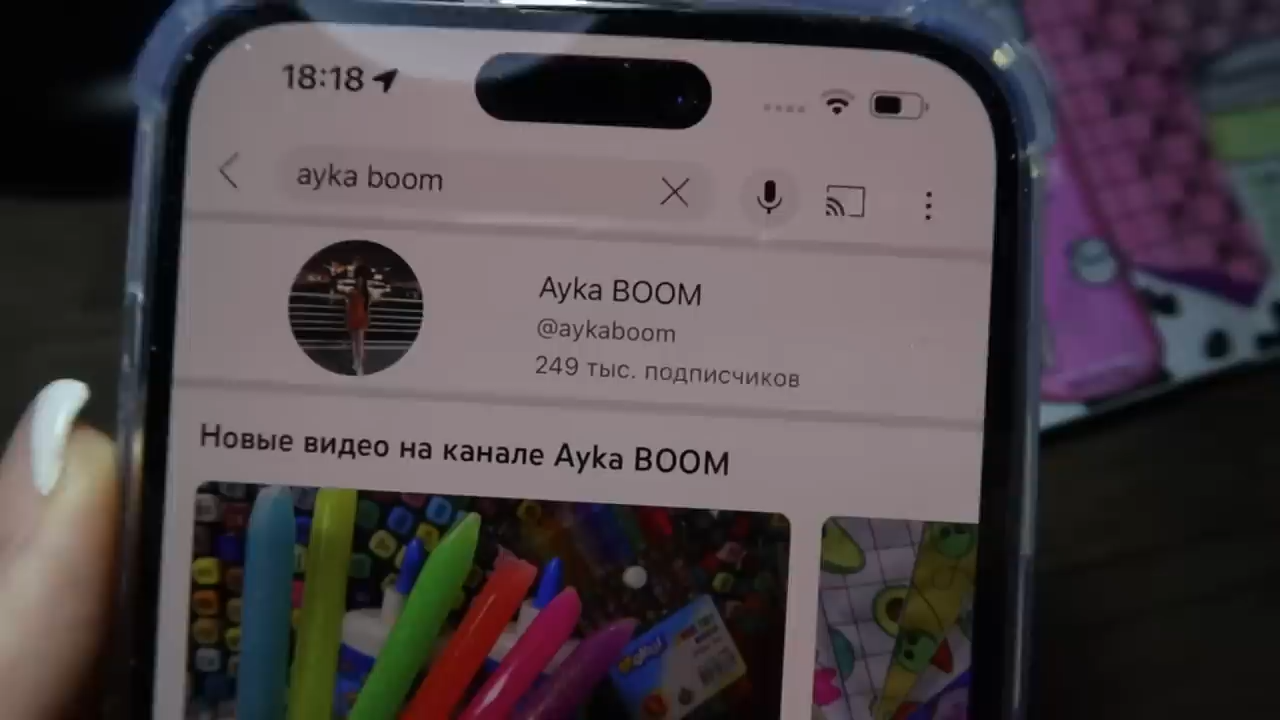 18:18
ayka boom
Ayka BOOM
@aykaboom
249 тыс. подписчиков
Новые видео на канале Ayka BOOM